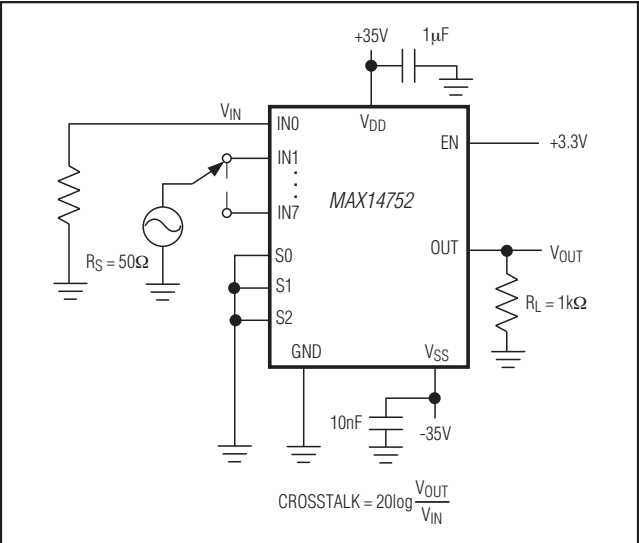 +35V
1µF
V_IN
IN0
V_DD
EN
+3.3V
IN1
MAX14752
IN7
R_S = 50Ω
S0
OUT
V_OUT
S1
R_L = 1kΩ
S2
GND
V_SS
10nF
-35V
CROSSTALK = 20log V_OUT / V_IN